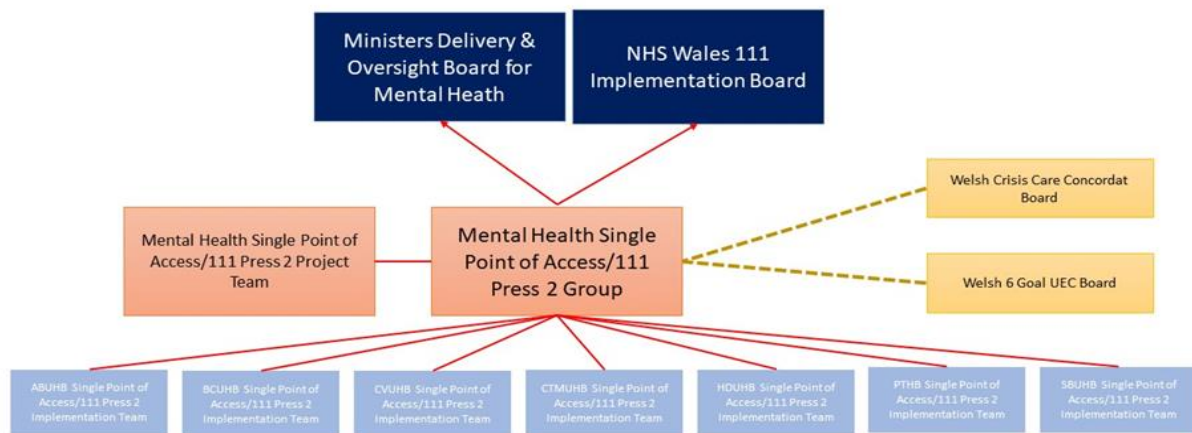 Ministers Delivery &
Oversight Board for
Mental Heath
NHS Wales 111
Implementation Board
Welsh Crisis Care Concordat
Board
Mental Health Single Point of
Access/111 Press 2 Project
Team
Mental Health Single
Point of Access/111
Press 2 Group
Welsh 6 Goal UEC Board
ABUHB Single Point of
Access/111 Press 2
Implementation Team
BCUHB Single Point of
Access/111 Press 2
Implementation Team
CVUHB Single Point of
Access/111 Press 2
Implementation Team
CTMUHB Single Point of
Access/111 Press 2
Implementation Team
HDUHB Single Point of
Access/111 Press 2
Implementation Team
PTHB Single Point of
Access/111 Press 2
Implementation Team
SBUHB Single Point of
Access/111 Press 2
Implementation Team